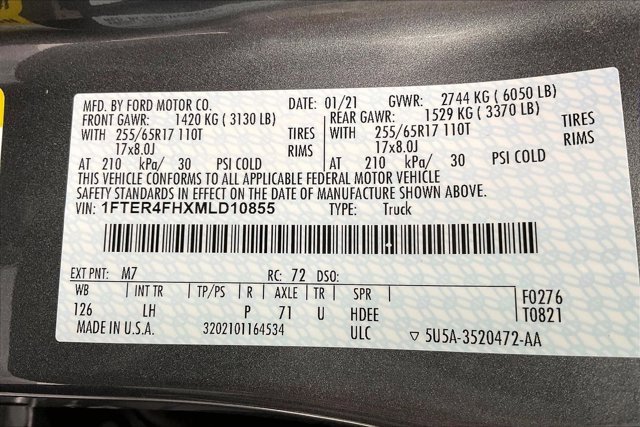 MFD. BY FORD MOTOR CO. DATE: 01/21 GVWR: 2744 KG ( 6050 LB)
FRONT GAWR: 1420 KG ( 3130 LB) REAR GAWR: 1529 KG ( 3370 LB)
WITH 255/65R17 110T TIRES WITH 255/65R17 110T TIRES
17x8.0J RIMS 17x8.0J RIMS
AT 210 kPa/ 30 PSI COLD AT 210 kPa/ 30 PSI COLD
THIS VEHICLE CONFORMS TO ALL APPLICABLE FEDERAL MOTOR VEHICLE
SAFETY STANDARDS IN EFFECT ON THE DATE OF MANUFACTURE SHOWN ABOVE.
VIN: 1FTER4FHXMLD10855 TYPE: Truck
EXT PNT: M7 RC: 72 DSO:
WB INT TR TP/PS R AXLE TR SPR F0276
126 LH P 71 U HDEE T0821
MADE IN U.S.A. 3202101164534 ULC ▽ 5U5A-3520472-AA